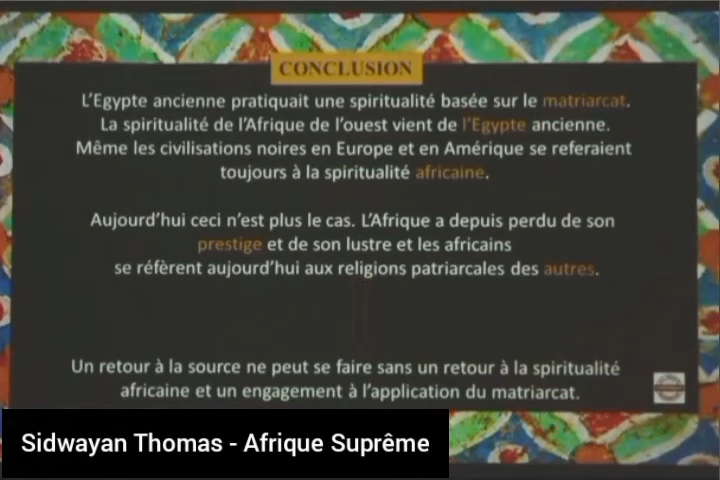 CONCLUSION
L'Egypte ancienne pratiquait une spiritualité basée sur le matriarcat.
La spiritualité de l'Afrique de l'ouest vient de l'Egypte ancienne.
Même les civilisations noires en Europe et en Amérique se referaient
toujours à la spiritualité africaine.
Aujourd'hui ceci n'est plus le cas. L'Afrique a depuis perdu de son
prestige et de son lustre et les africains
se réfèrent aujourd'hui aux religions patriarcales des autres.
Un retour à la source ne peut se faire sans un retour à la spiritualité
africaine et un engagement à l'application du matriarcat.
Sidwayan Thomas - Afrique Suprême